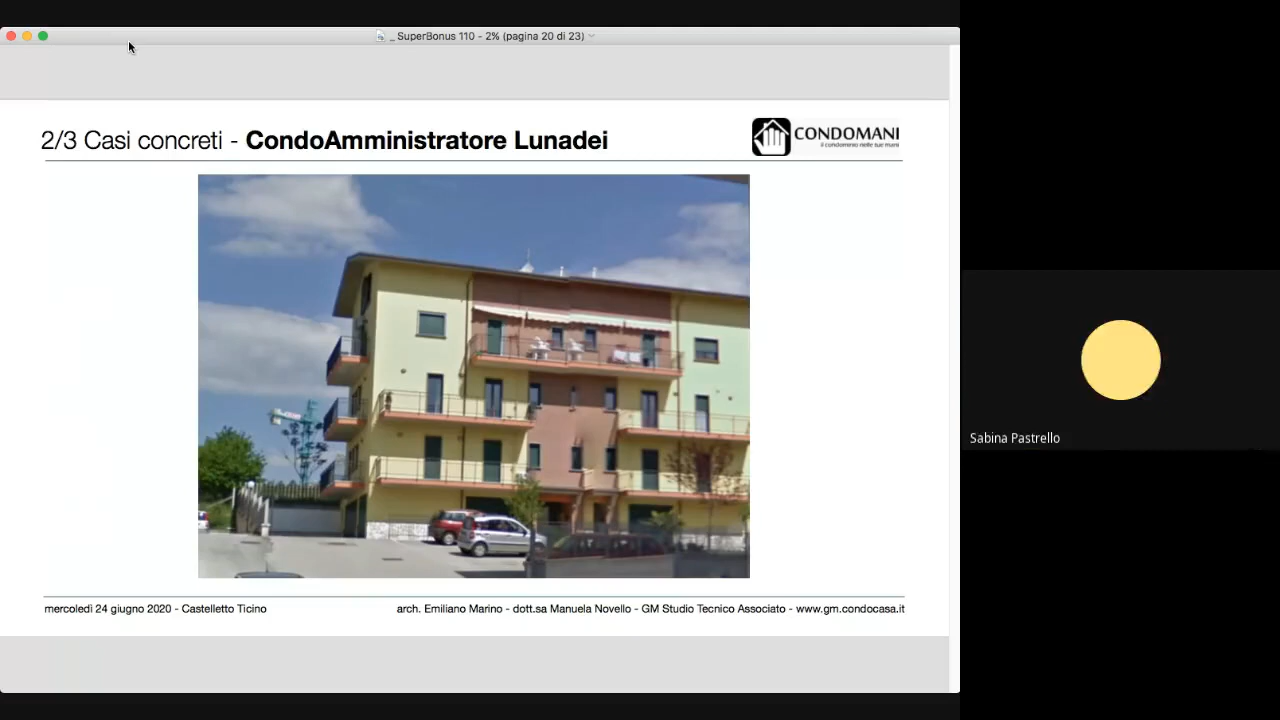 _ SuperBonus 110 - 2% (pagina 20 di 23)
2/3 Casi concreti - CondoAmministratore Lunadei
CONDOMANI
il condominio nelle tue mani
Sabina Pastrello
mercoledì 24 giugno 2020 - Castelletto Ticino
arch. Emiliano Marino - dott.sa Manuela Novello - GM Studio Tecnico Associato - www.gm.condocasa.it